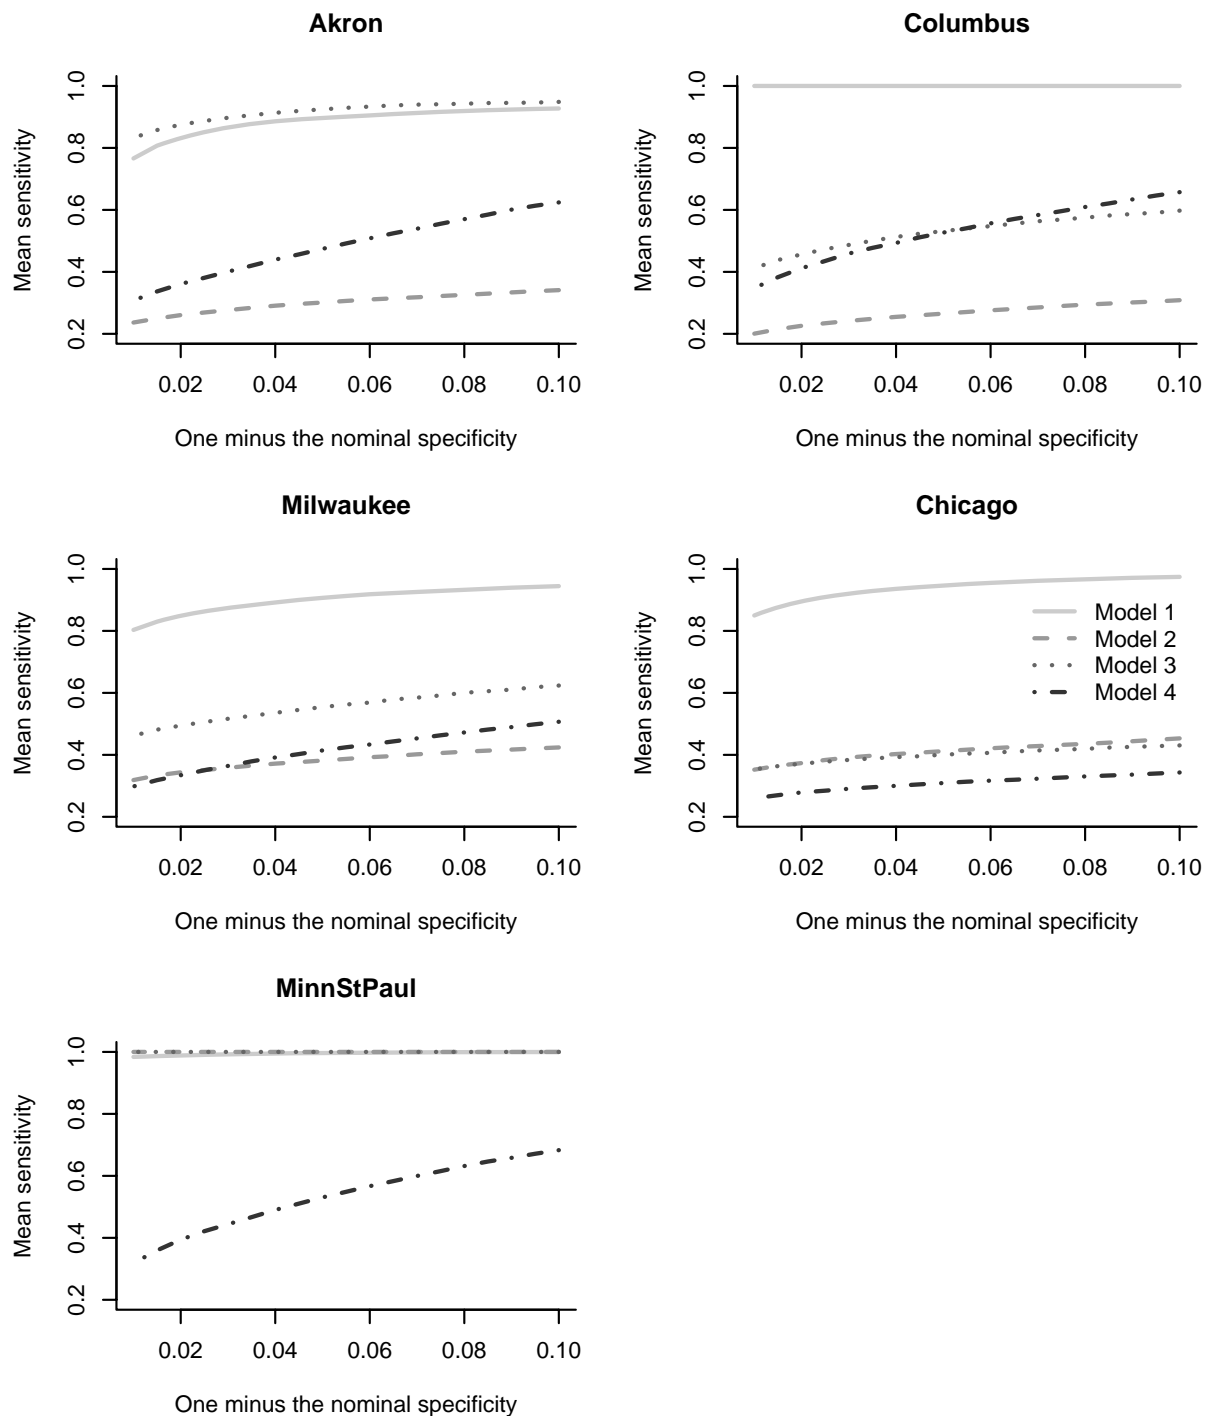 Akron
Mean sensitivity
0.2 0.4 0.6 0.8 1.0
0.02 0.04 0.06 0.08 0.10
One minus the nominal specificity
Columbus
Mean sensitivity
0.2 0.4 0.6 0.8 1.0
0.02 0.04 0.06 0.08 0.10
One minus the nominal specificity
Milwaukee
Mean sensitivity
0.2 0.4 0.6 0.8 1.0
0.02 0.04 0.06 0.08 0.10
One minus the nominal specificity
Chicago
Mean sensitivity
0.2 0.4 0.6 0.8 1.0
Model 1
Model 2
Model 3
Model 4
0.02 0.04 0.06 0.08 0.10
One minus the nominal specificity
MinnStPaul
Mean sensitivity
0.2 0.4 0.6 0.8 1.0
0.02 0.04 0.06 0.08 0.10
One minus the nominal specificity